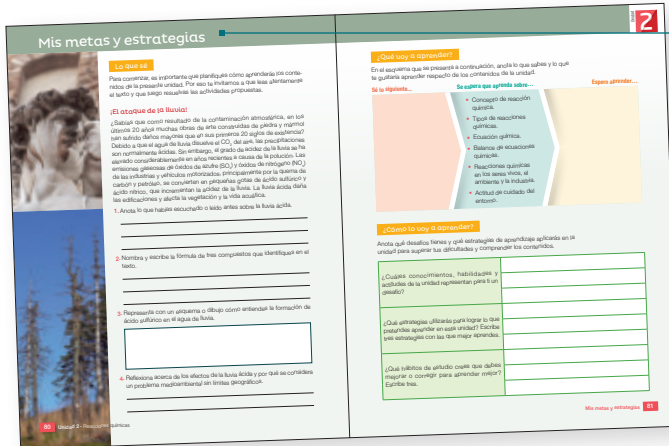 Mis metas y estrategias
Lo que sé
Para comenzar, es importante que planifiques cómo aprenderás los conte-
nidos de la presente unidad. Por eso te invitamos a que leas atentamente
el texto y que luego resuelvas las actividades propuestas.
¡El ataque de la lluvia!
¿Sabías que como resultado de la contaminación atmosférica, en los
últimos 20 años muchas obras de arte construidas de piedra y mármol
han sufrido daños mayores que en sus primeros 20 siglos de existencia?
Debido a que el agua de lluvia disuelve el CO₂ del aire, las precipitaciones
son normalmente ácidas. Sin embargo, el grado de acidez de la lluvia se ha
elevado considerablemente en años recientes a causa de la polución. Las
emisiones gaseosas de óxidos de azufre (SO₂) y óxidos de nitrógeno (NO₂)
de las industrias y vehículos motorizados, principalmente por la quema de
carbón y petróleo, se convierten en pequeñas gotas de ácido sulfúrico y
ácido nítrico, que incrementan la acidez de la lluvia. La lluvia ácida daña
las edificaciones y afecta la vegetación y la vida acuática.
1. Anota lo que habías escuchado o leído antes sobre la lluvia ácida.
2. Nombra y escribe la fórmula de tres compuestos que identifiques en el
texto.
3. Representa con un esquema o dibujo cómo entiendes la formación de
ácido sulfúrico en el agua de lluvia.
4. Reflexiona acerca de los efectos de la lluvia ácida y por qué se considera
un problema medioambiental sin límites geográficos.
80 Unidad 2 • Reacciones químicas
Unidad
2
¿Qué voy a aprender?
En el esquema que se presenta a continuación, anota lo que sabes y lo que
te gustaría aprender respecto de los contenidos de la unidad.
Sé lo siguiente...
Se espera que aprenda sobre...
Espero aprender...
• Concepto de reacción
química.
• Tipos de reacciones
químicas.
• Ecuación química.
• Balance de ecuaciones
químicas.
• Reacciones químicas
en los seres vivos, el
ambiente y la industria.
• Actitud de cuidado del
entorno.
¿Cómo lo voy a aprender?
Anota qué desafíos tienes y qué estrategias de aprendizaje aplicarás en la
unidad para superar tus dificultades y comprender los contenidos.
¿Cuáles conocimientos, habilidades y
actitudes de la unidad representan para ti un
desafío?
¿Qué estrategias utilizarás para lograr lo que
pretendes aprender en esta unidad? Escribe
tres estrategias con las que mejor aprendes.
¿Qué hábitos de estudio crees que debes
mejorar o corregir para aprender mejor?
Escribe tres.
Mis metas y estrategias 81